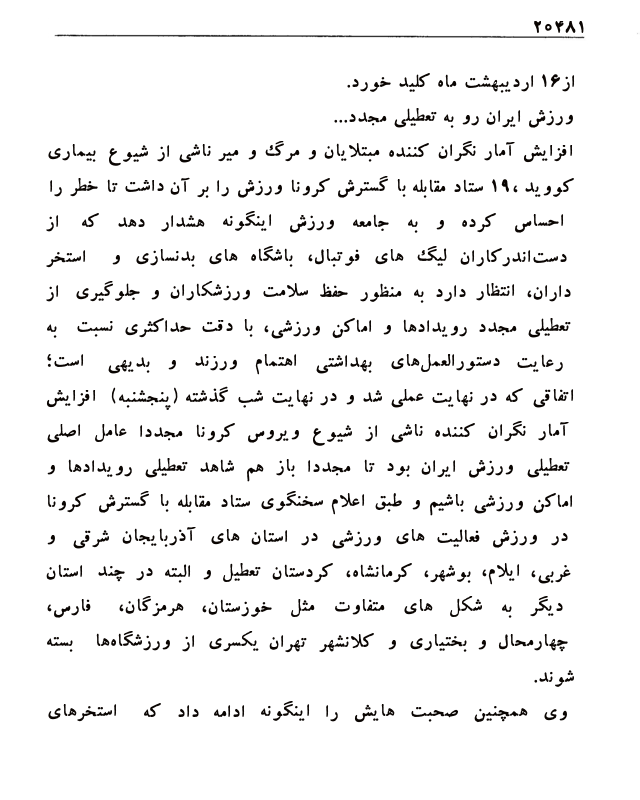 ۲۰۴۸۱
از۱۶ اردیبهشت ماه کلید خورد.
ورزش ایران رو به تعطیلی مجدد...
افزایش آمار نگران کننده مبتلایان و مرگ و میر ناشی از شیوع بیماری
کووید ،۱۹ ستاد مقابله با گسترش کرونا ورزش را بر آن داشت تا خطر را
احساس کرده و به جامعه ورزش اینگونه هشدار دهد که از
دست‌اندرکاران لیگ های فوتبال، باشگاه های بدنسازی و استخر
داران، انتظار دارد به منظور حفظ سلامت ورزشکاران و جلوگیری از
تعطیلی مجدد رویدادها و اماکن ورزشی، با دقت حداکثری نسبت به
رعایت دستورالعمل‌های بهداشتی اهتمام ورزند و بدیهی است؛
اتفاقی که در نهایت عملی شد و در نهایت شب گذشته (پنجشنبه) افزایش
آمار نگران کننده ناشی از شیوع ویروس کرونا مجددا عامل اصلی
تعطیلی ورزش ایران بود تا مجددا باز هم شاهد تعطیلی رویدادها و
اماکن ورزشی باشیم و طبق اعلام سخنگوی ستاد مقابله با گسترش کرونا
در ورزش فعالیت های ورزشی در استان های آذربایجان شرقی و
غربی، ایلام، بوشهر، کرمانشاه، کردستان تعطیل و البته در چند استان
دیگر به شکل های متفاوت مثل خوزستان، هرمزگان، فارس،
چهارمحال و بختیاری و کلانشهر تهران یکسری از ورزشگاه‌ها بسته
شوند.
وی همچنین صحبت هایش را اینگونه ادامه داد که استخرهای